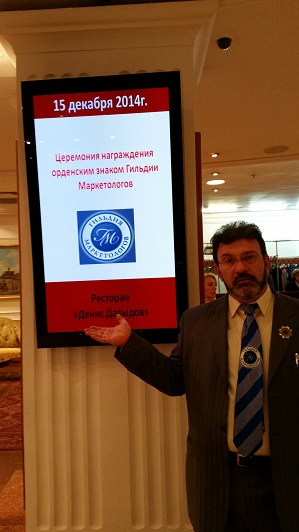 15 декабря 2014г.
Церемония награждения
орденским знаком Гильдии
Маркетологов
ГИЛЬДИЯ
ГМ
МАРКЕТОЛОГОВ
Ресторан
«Денис Давыдов»